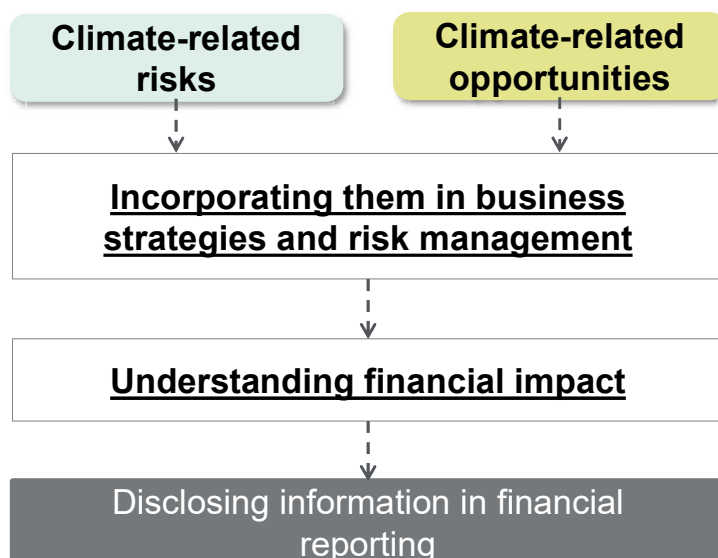 Climate-related
risks
Climate-related
opportunities
Incorporating them in business
strategies and risk management
Understanding financial impact
Disclosing information in financial
reporting